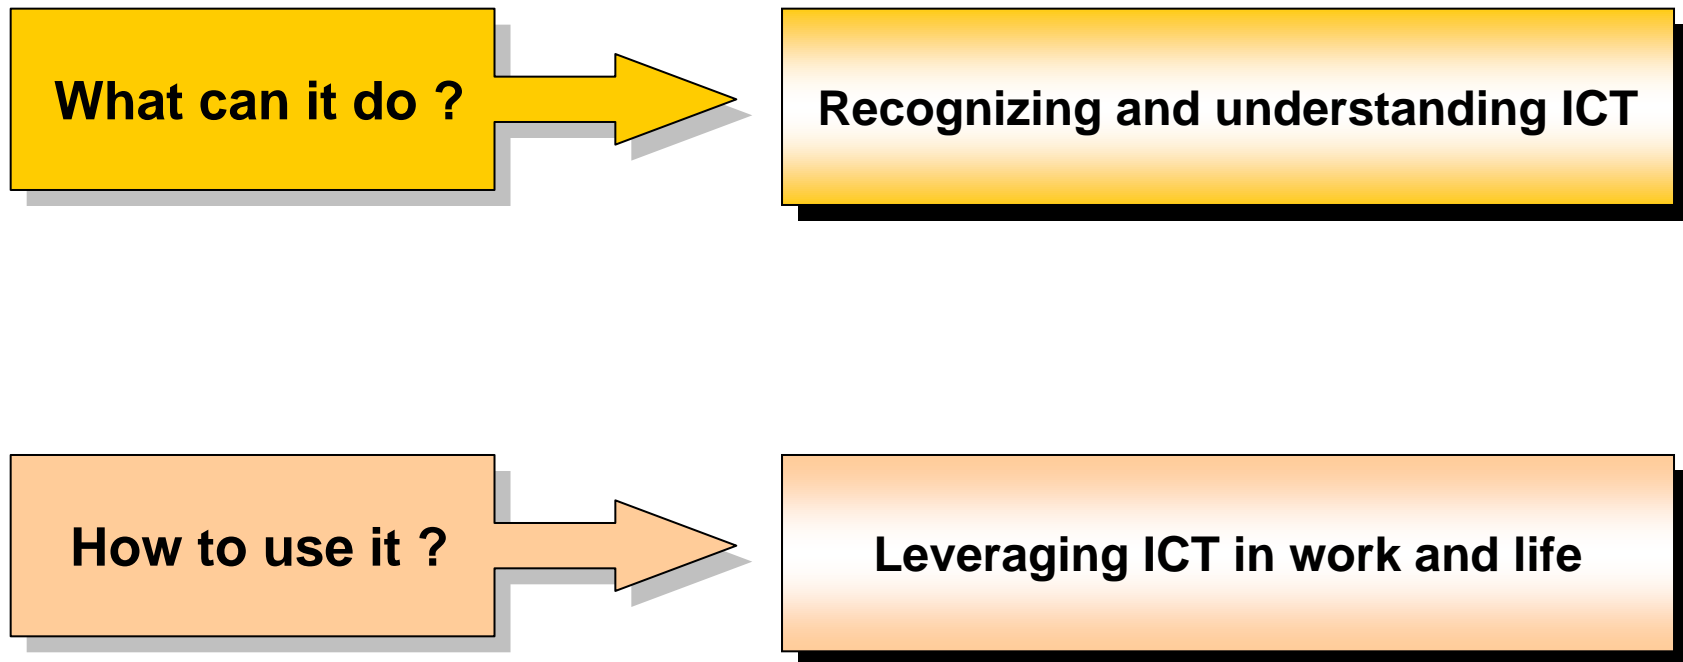 What can it do ?
Recognizing and understanding ICT
How to use it ?
Leveraging ICT in work and life